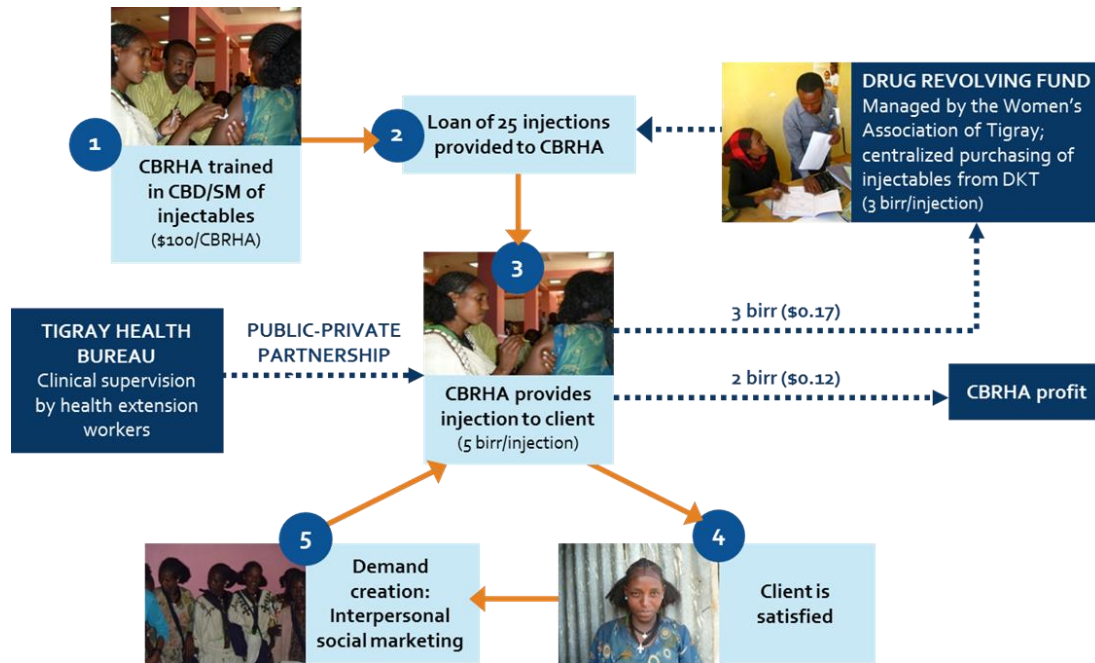 1
CBRHA trained
in CBD/SM of
injectables
($100/CBRHA)
2
Loan of 25 injections
provided to CBRHA
DRUG REVOLVING FUND
Managed by the Women’s
Association of Tigray;
centralized purchasing of
injectables from DKT
(3 birr/injection)
TIGRAY HEALTH
BUREAU
Clinical supervision
by health extension
workers
PUBLIC-PRIVATE
PARTNERSHIP
3
CBRHA provides
injection to client
(5 birr/injection)
3 birr ($0.17)
2 birr ($0.12)
CBRHA profit
5
Demand
creation:
Interpersonal
social marketing
4
Client is
satisfied